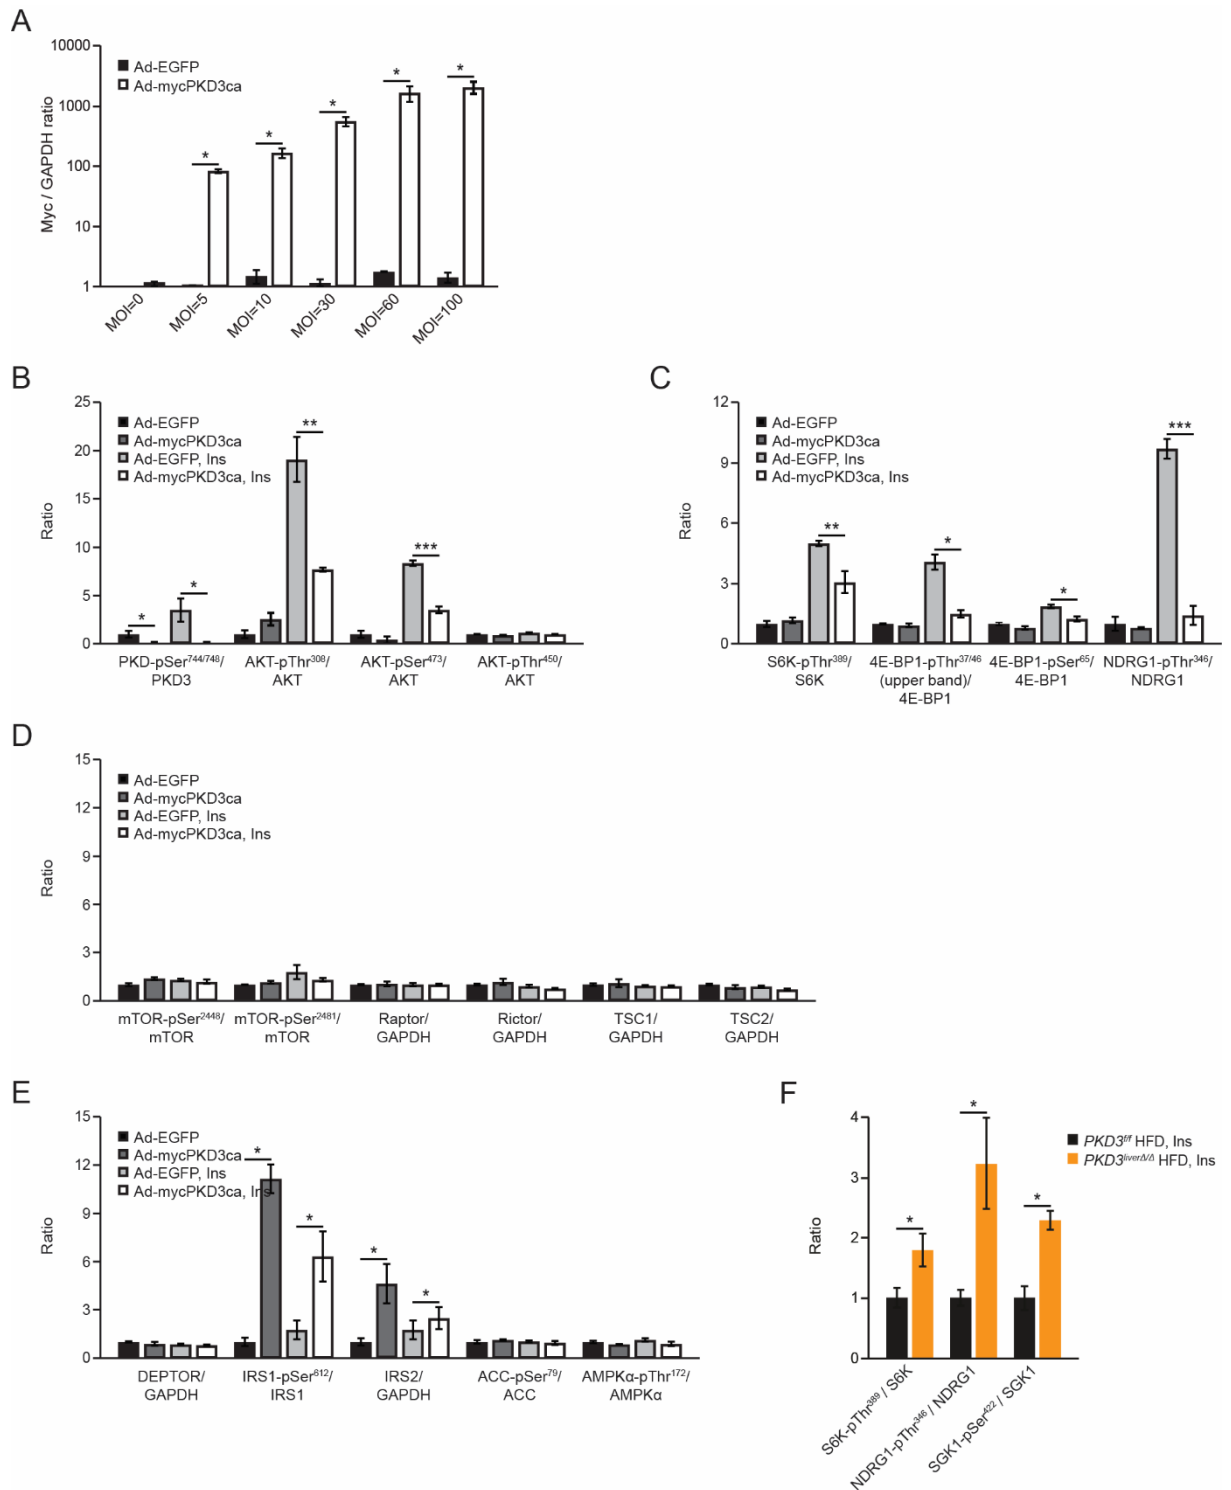 A
10000
1000
100
10
1
Myc / GAPDH ratio
Ad-EGFP
Ad-mycPKD3ca
*
*
*
*
*
MOI=0
MOI=5
MOI=10
MOI=30
MOI=60
MOI=100
B
25
20
15
10
5
0
Ratio
Ad-EGFP
Ad-mycPKD3ca
Ad-EGFP, Ins
Ad-mycPKD3ca, Ins
*
*
**
***
PKD-pSer744/748/
PKD3
AKT-pThr308/
AKT
AKT-pSer473/
AKT
AKT-pThr450/
AKT
C
12
9
6
3
0
Ratio
Ad-EGFP
Ad-mycPKD3ca
Ad-EGFP, Ins
Ad-mycPKD3ca, Ins
**
*
*
***
S6K-pThr389/
S6K
4E-BP1-pThr37/46
(upper band)/
4E-BP1
4E-BP1-pSer65/
4E-BP1
NDRG1-pThr346/
NDRG1
D
15
12
9
6
3
0
Ratio
Ad-EGFP
Ad-mycPKD3ca
Ad-EGFP, Ins
Ad-mycPKD3ca, Ins
mTOR-pSer2448/
mTOR
mTOR-pSer2481/
mTOR
Raptor/
GAPDH
Rictor/
GAPDH
TSC1/
GAPDH
TSC2/
GAPDH
E
15
12
9
6
3
0
Ratio
Ad-EGFP
Ad-mycPKD3ca
Ad-EGFP, Ins
Ad-mycPKD3ca, Ins
*
*
*
*
DEPTOR/
GAPDH
IRS1-pSer612/
IRS1
IRS2/
GAPDH
ACC-pSer79/
ACC
AMPKα-pThr172/
AMPKα
F
4
3
2
1
0
Ratio
PKD3f/f HFD, Ins
PKD3liverΔ/Δ HFD, Ins
*
*
*
S6K-pThr389 / S6K
NDRG1-pThr346 / NDRG1
SGK1-pSer422 / SGK1